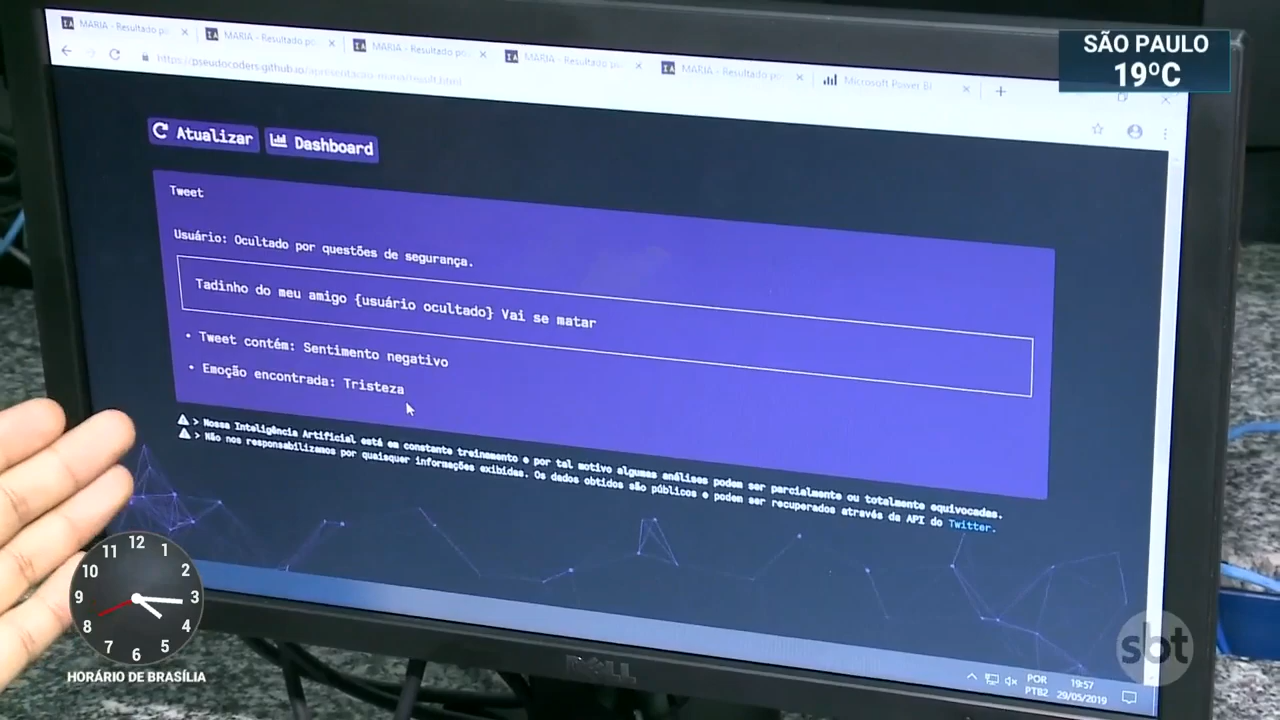 MARIA - Resultado po
MARIA - Resultado po
MARIA - Resultado po
MARIA - Resultado po
MARIA - Resultado po
Microsoft Power BI
https://pseudocoders.github.io/
SÃO PAULO
19ºC
Atualizar
Dashboard
Tweet
Usuário: Ocultado por questões de segurança.
Tadinho do meu amigo {usuário ocultado} Vai se matar
• Tweet contém: Sentimento negativo
• Emoção encontrada: Tristeza
> Nossa Inteligência Artificial está em constante treinamento e por tal motivo algumas análises podem ser parcialmente ou totalmente equivocadas.
> Não nos responsabilizamos por quaisquer informações exibidas. Os dados obtidos são públicos e podem ser recuperados através da API do Twitter.
12
11 1
10 2
9 3
8 4
7 6 5
HORÁRIO DE BRASÍLIA
DELL
sbt
POR
PTB2
19:57
29/05/2019